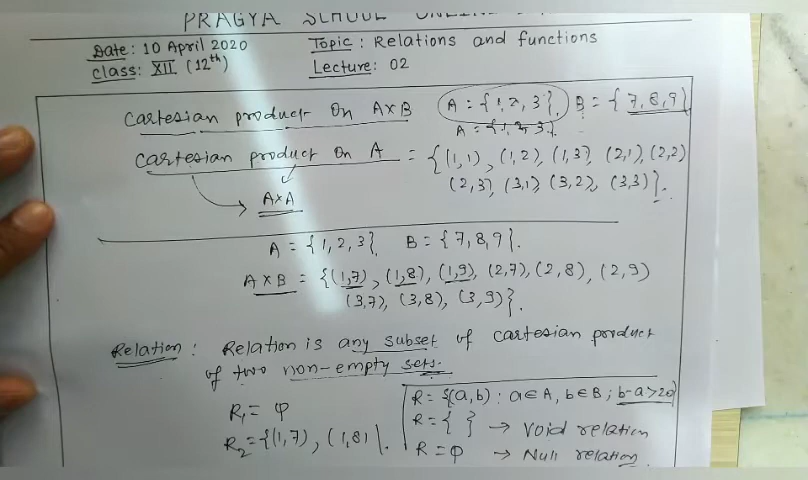 PRAGYA SCHOOL ONLINE
Date: 10 April 2020
Topic: Relations and functions
Class: XII (12th)
Lecture: 02
Cartesian product on A×B A = {1,2,3}, B = {7,8,9}
A = {1,2,3}
Cartesian product on A = {(1,1), (1,2), (1,3), (2,1), (2,2)
(2,3), (3,1), (3,2), (3,3)}.
A×A
A = {1,2,3}, B = {7,8,9}.
A×B = {(1,7), (1,8), (1,9), (2,7), (2,8), (2,9)
(3,7), (3,8), (3,9)}.
Relation: Relation is any subset of cartesian product
of two non-empty sets.
R₁ = φ
R₂ = {(1,7), (1,8)}.
R = {(a,b) : a∈A, b∈B ; b-a>20}
R = { } → Void relation
R = φ → Null relation